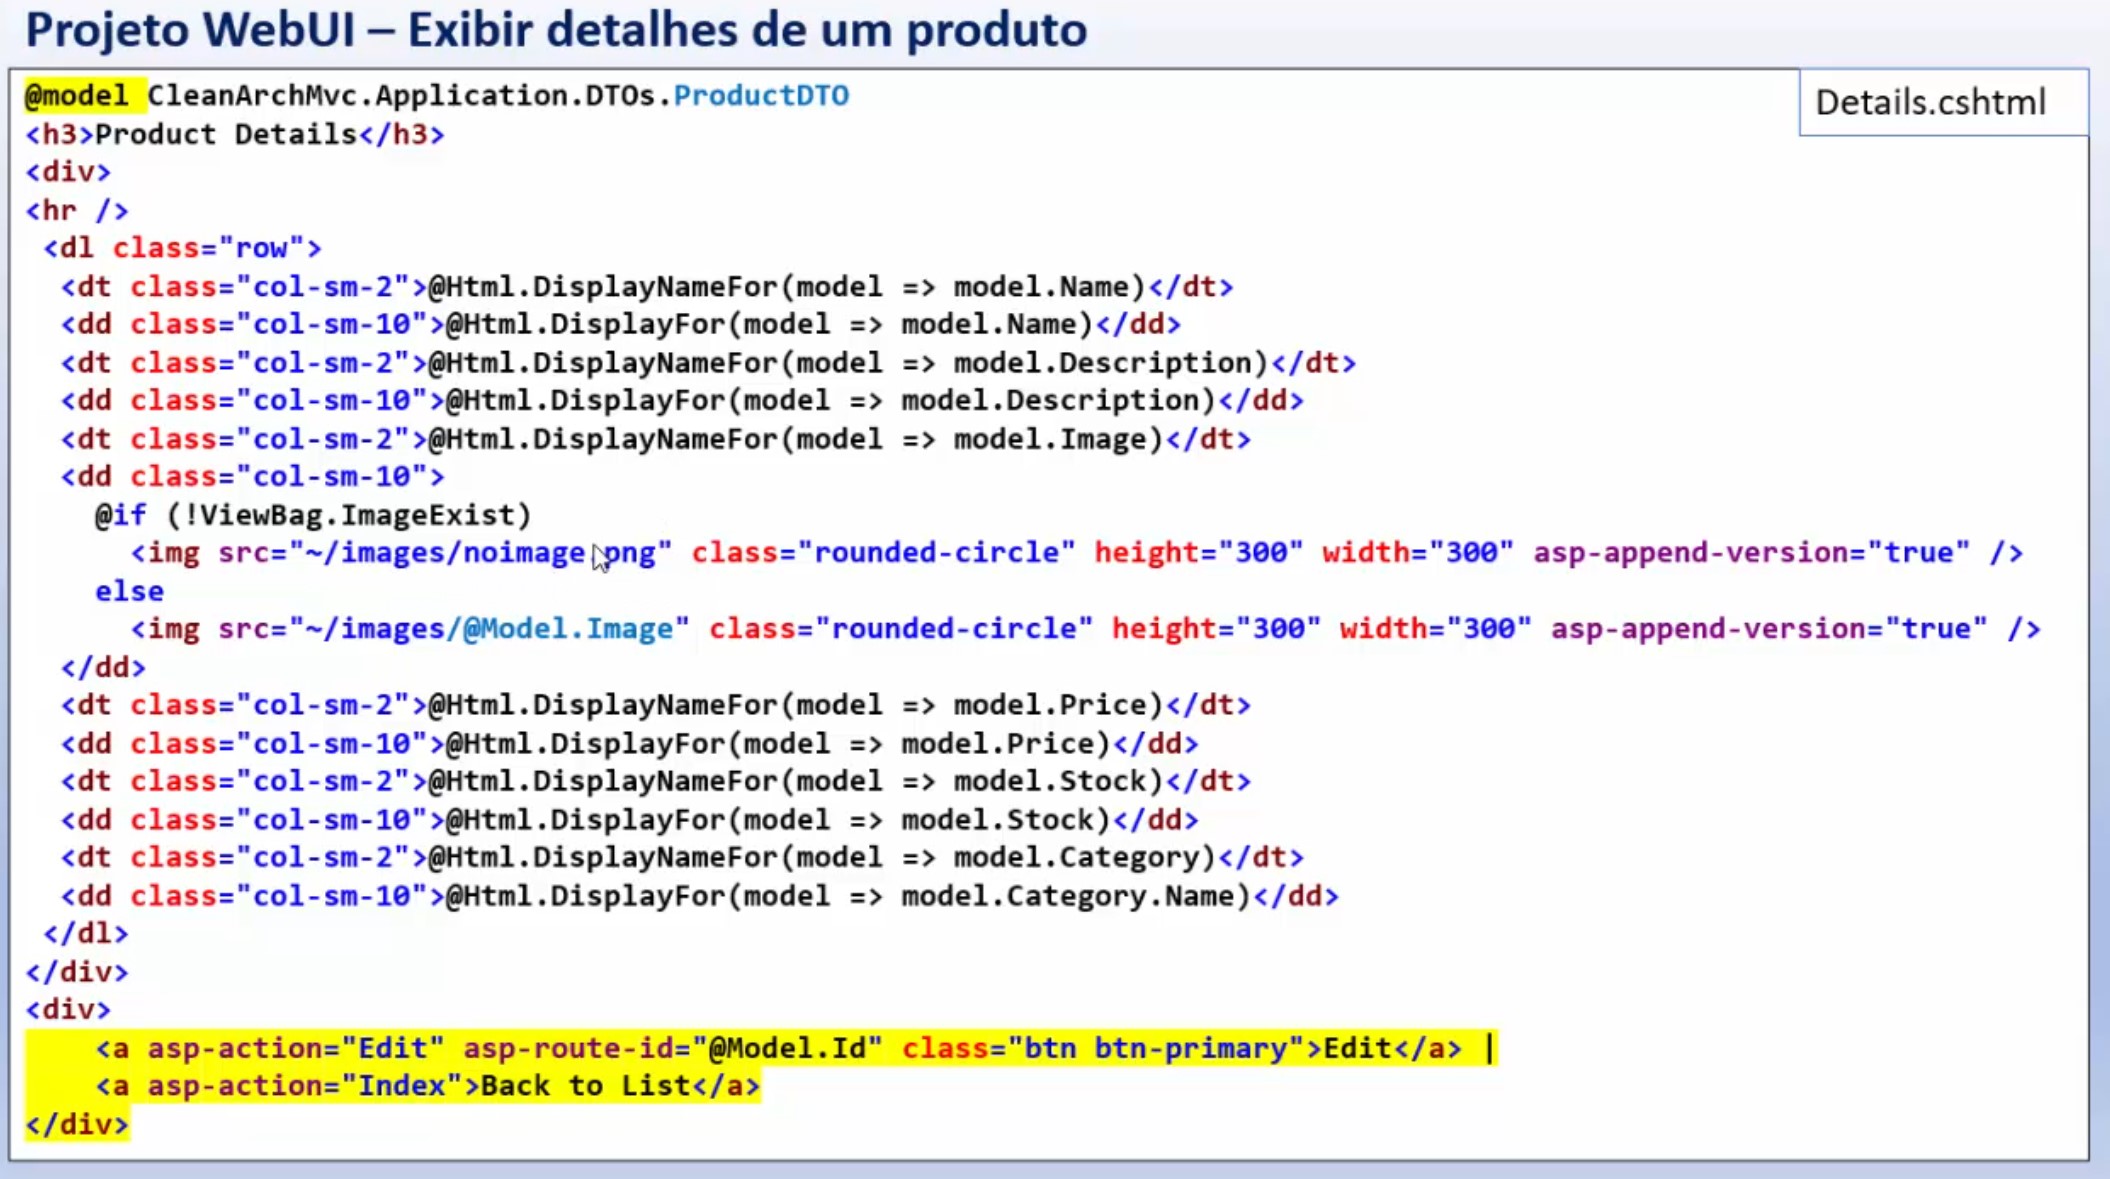 Projeto WebUI – Exibir detalhes de um produto
Details.cshtml
@model CleanArchMvc.Application.DTOs.ProductDTO
<h3>Product Details</h3>
<div>
<hr />
<dl class="row">
<dt class="col-sm-2">@Html.DisplayNameFor(model => model.Name)</dt>
<dd class="col-sm-10">@Html.DisplayFor(model => model.Name)</dd>
<dt class="col-sm-2">@Html.DisplayNameFor(model => model.Description)</dt>
<dd class="col-sm-10">@Html.DisplayFor(model => model.Description)</dd>
<dt class="col-sm-2">@Html.DisplayNameFor(model => model.Image)</dt>
<dd class="col-sm-10">
@if (!ViewBag.ImageExist)
<img src="~/images/noimage.png" class="rounded-circle" height="300" width="300" asp-append-version="true" />
else
<img src="~/images/@Model.Image" class="rounded-circle" height="300" width="300" asp-append-version="true" />
</dd>
<dt class="col-sm-2">@Html.DisplayNameFor(model => model.Price)</dt>
<dd class="col-sm-10">@Html.DisplayFor(model => model.Price)</dd>
<dt class="col-sm-2">@Html.DisplayNameFor(model => model.Stock)</dt>
<dd class="col-sm-10">@Html.DisplayFor(model => model.Stock)</dd>
<dt class="col-sm-2">@Html.DisplayNameFor(model => model.Category)</dt>
<dd class="col-sm-10">@Html.DisplayFor(model => model.Category.Name)</dd>
</dl>
</div>
<div>
<a asp-action="Edit" asp-route-id="@Model.Id" class="btn btn-primary">Edit</a> |
<a asp-action="Index">Back to List</a>
</div>